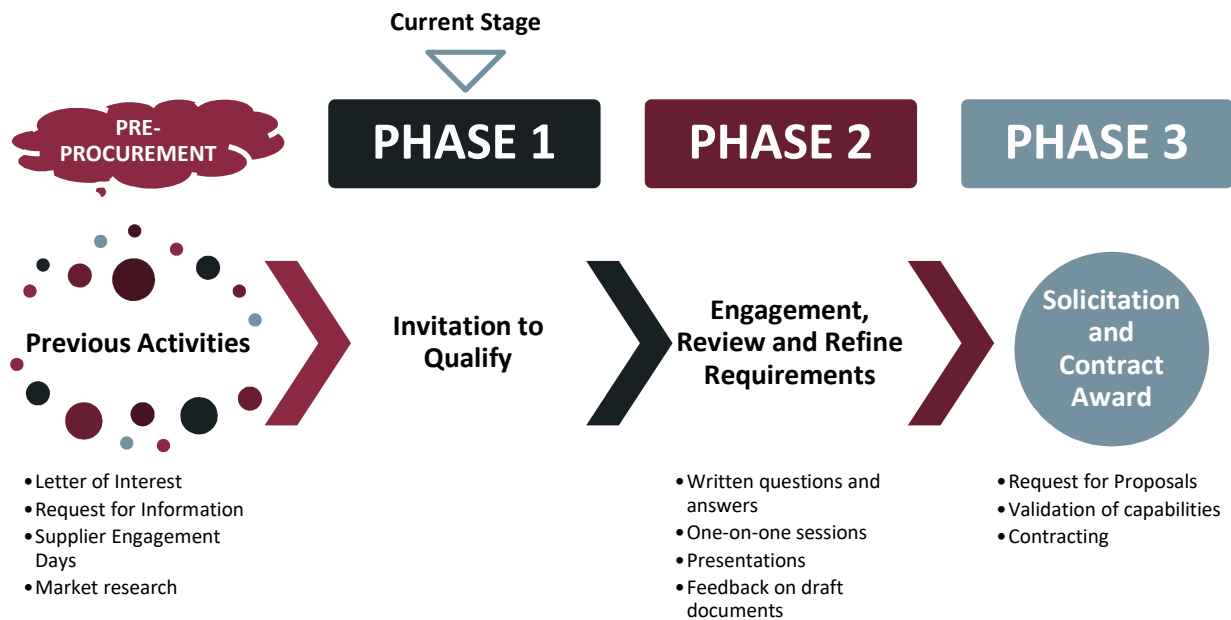 Current Stage
PRE-
PROCUREMENT
PHASE 1
PHASE 2
PHASE 3
Previous Activities
Invitation to
Qualify
Engagement,
Review and Refine
Requirements
Solicitation
and
Contract
Award
•Letter of Interest
•Request for Information
•Supplier Engagement
Days
•Market research
•Written questions and
answers
•One-on-one sessions
•Presentations
•Feedback on draft
documents
•Request for Proposals
•Validation of capabilities
•Contracting